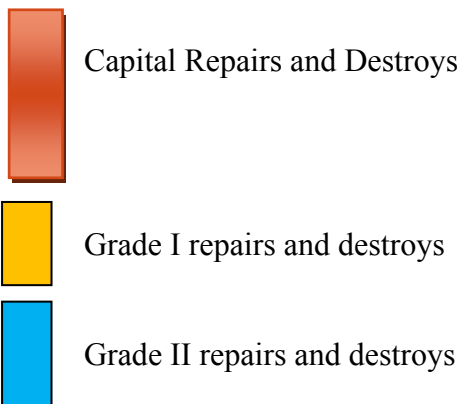 Capital Repairs and Destroys
Grade I repairs and destroys
Grade II repairs and destroys